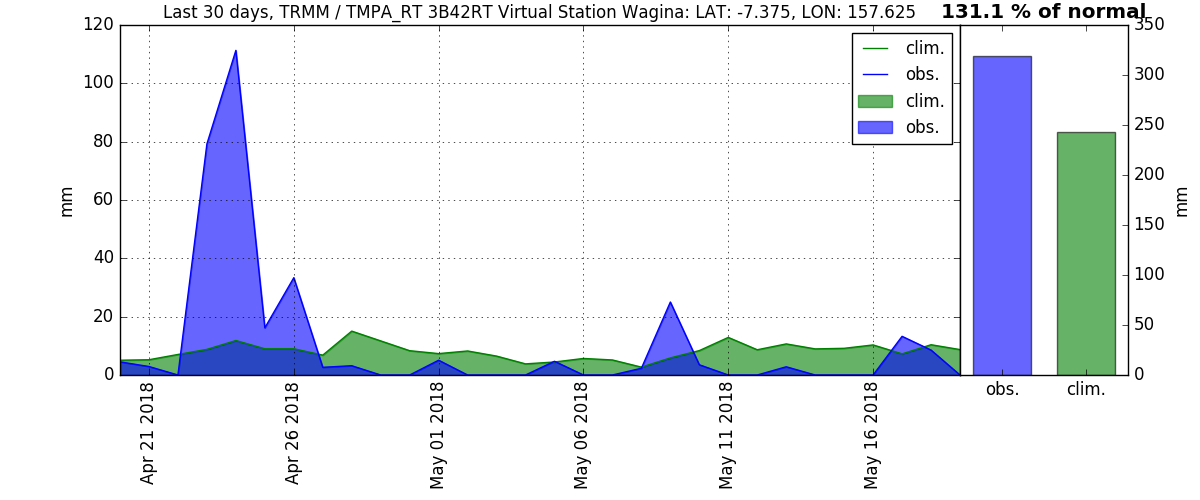 Last 30 days, TRMM / TMPA_RT 3B42RT Virtual Station Wagina: LAT: -7.375, LON: 157.625
131.1 % of normal
120
100
80
60
40
20
0
mm
clim.
obs.
clim.
obs.
350
300
250
200
150
100
50
0
mm
obs.
clim.
Apr 21 2018
Apr 26 2018
May 01 2018
May 06 2018
May 11 2018
May 16 2018